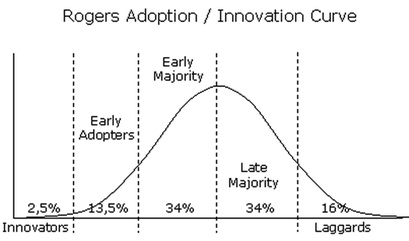 Rogers Adoption / Innovation Curve
Early
Majority
Early
Adopters
Late
Majority
2,5%
13,5%
34%
34%
16%
Innovators
Laggards